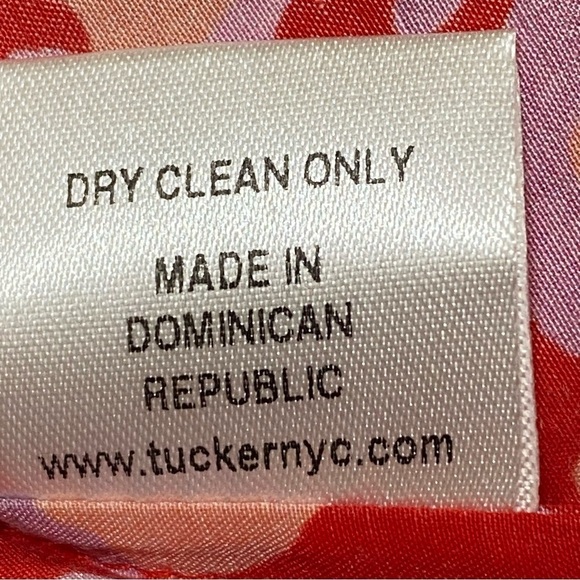 DRY CLEAN ONLY
MADE IN
DOMINICAN
REPUBLIC
www.tuckernyc.com